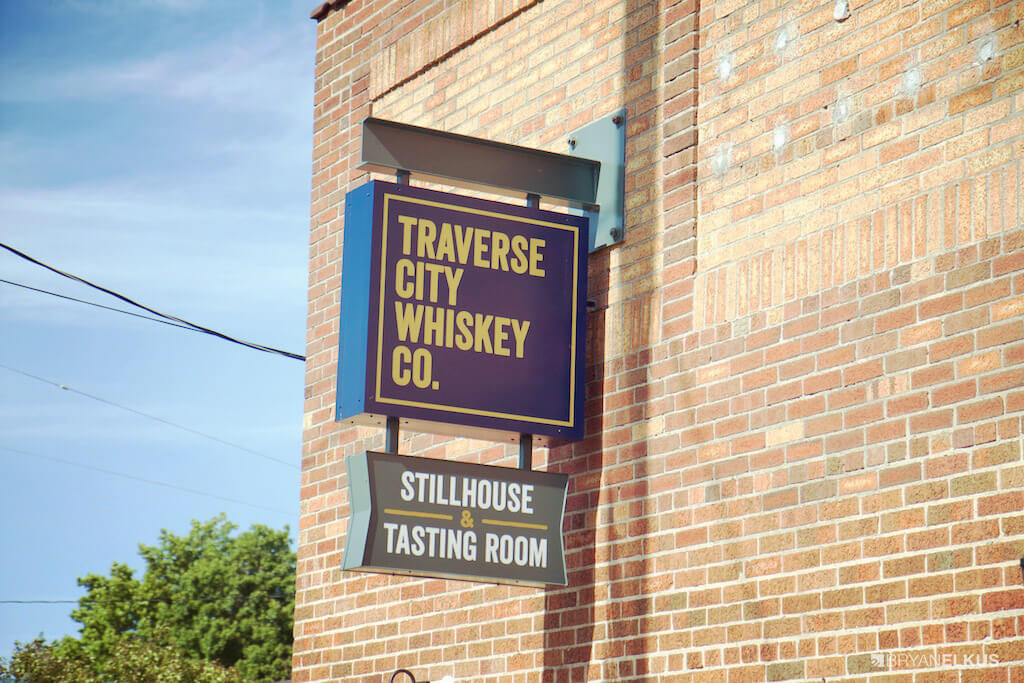 TRAVERSE
CITY
WHISKEY
CO.
STILLHOUSE
&
TASTING ROOM
BRYANELKUS